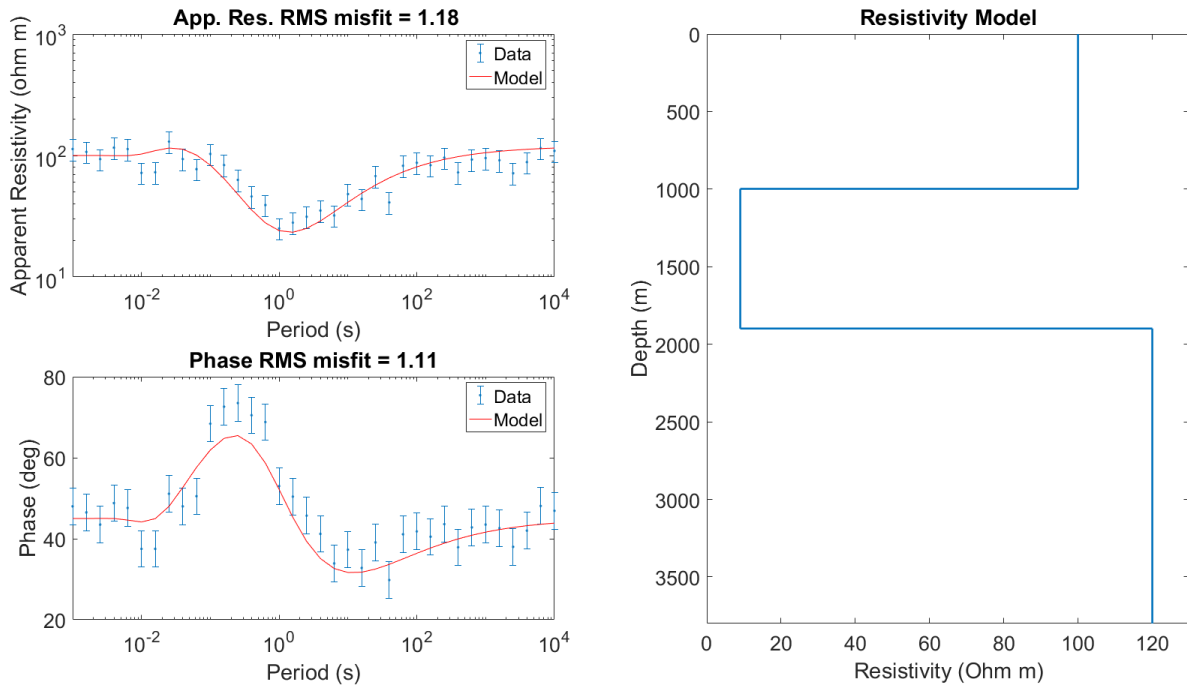 App. Res. RMS misfit = 1.18
Apparent Resistivity (ohm m)
10^3
10^2
10^1
Data
Model
10^-2 10^0 10^2 10^4
Period (s)
Phase RMS misfit = 1.11
Phase (deg)
80
60
40
20
Data
Model
10^-2 10^0 10^2 10^4
Period (s)
Resistivity Model
Depth (m)
0
500
1000
1500
2000
2500
3000
3500
0 20 40 60 80 100 120
Resistivity (Ohm m)